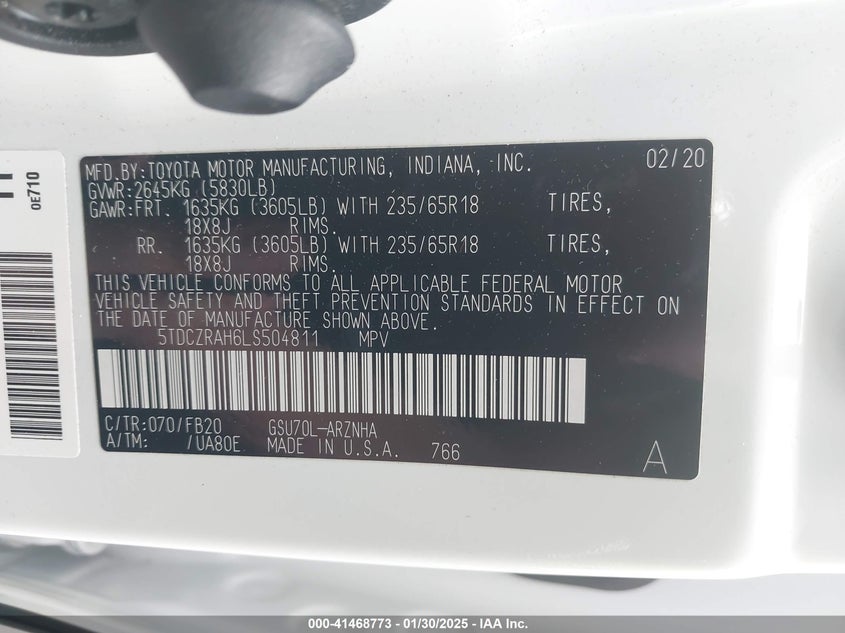 11
0E710
MFD.BY:TOYOTA MOTOR MANUFACTURING, INDIANA, INC. 02/20
GVWR:2645KG (5830LB)
GAWR:FRT. 1635KG (3605LB) WITH 235/65R18 TIRES,
18X8J RIMS.
RR. 1635KG (3605LB) WITH 235/65R18 TIRES,
18X8J RIMS.
THIS VEHICLE CONFORMS TO ALL APPLICABLE FEDERAL MOTOR
VEHICLE SAFETY AND THEFT PREVENTION STANDARDS IN EFFECT ON
THE DATE OF MANUFACTURE SHOWN ABOVE.
5TDCZRAH6LS504811 MPV
C/TR:070/FB20 GSU70L-ARZNHA
A/TM: /UA80E MADE IN U.S.A. 766 A
000-41468773 - 01/30/2025 - IAA Inc.